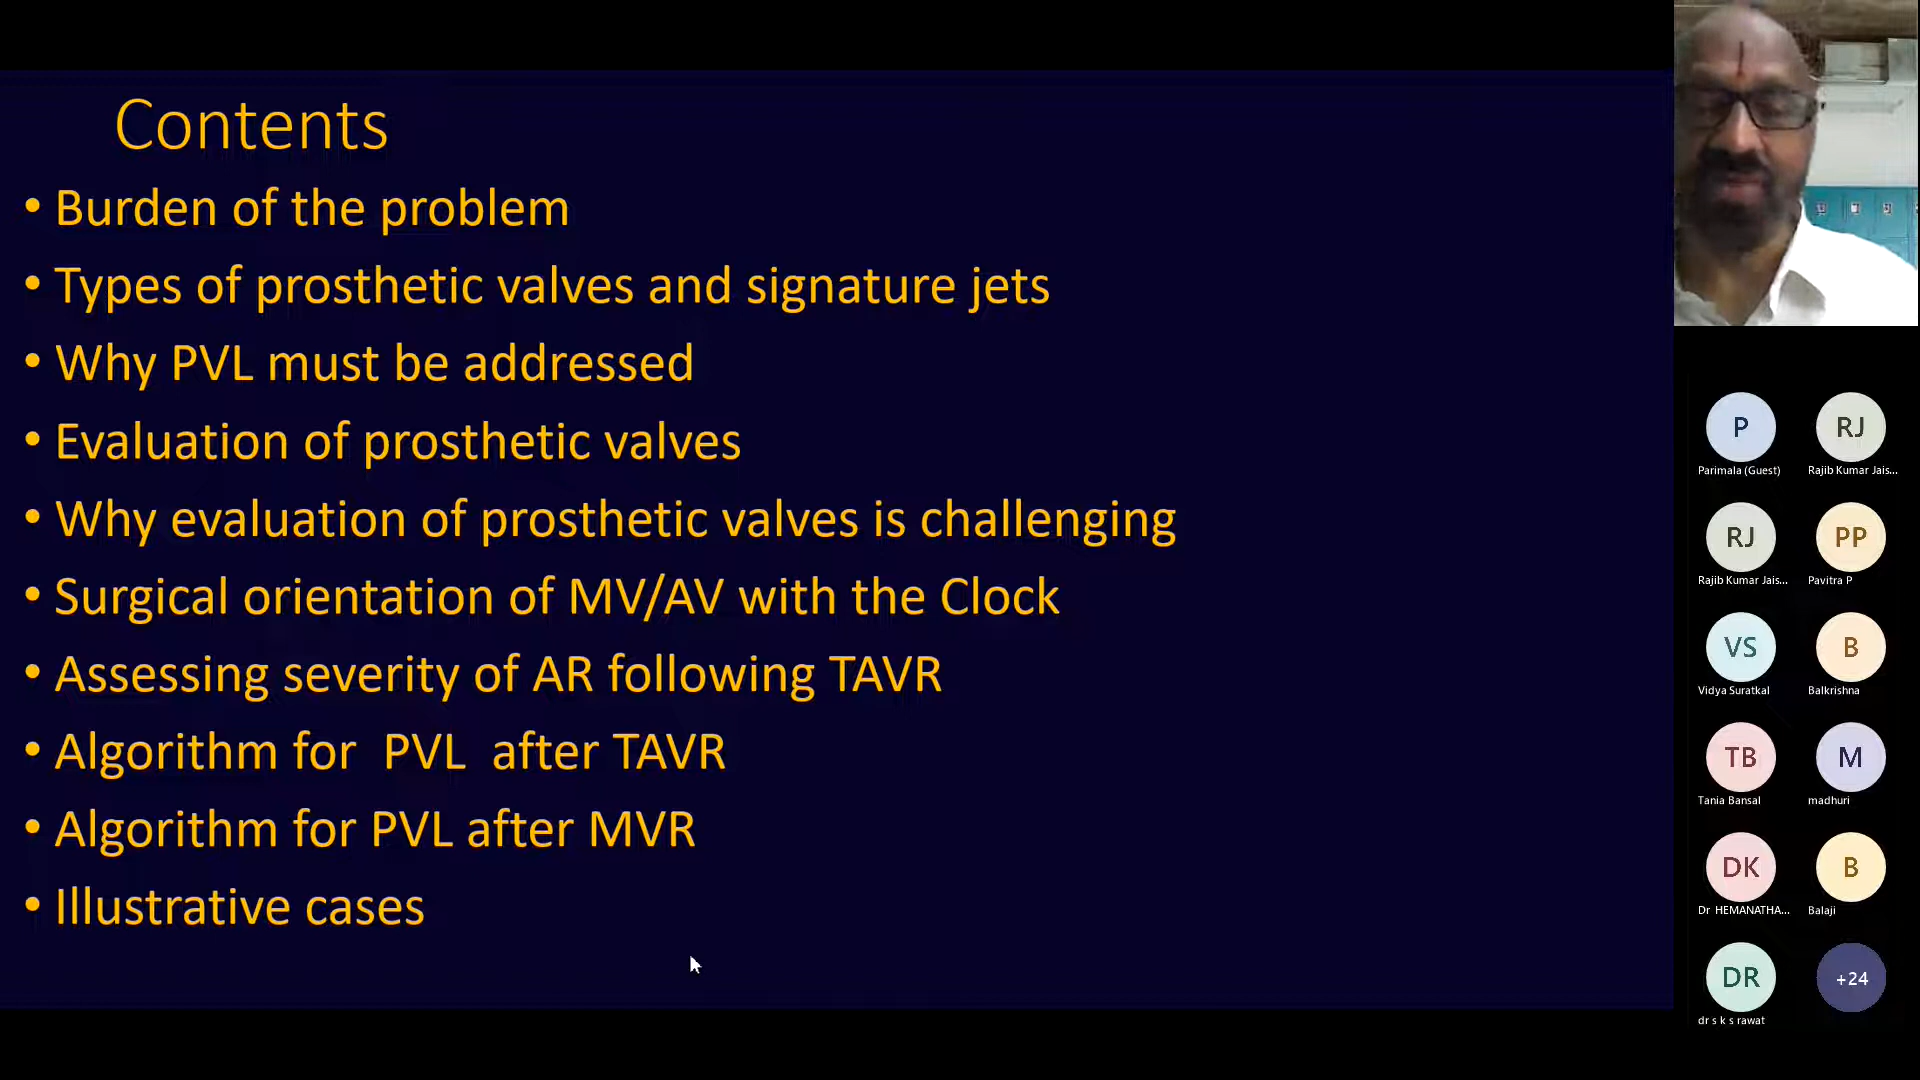 Contents
• Burden of the problem
• Types of prosthetic valves and signature jets
• Why PVL must be addressed
• Evaluation of prosthetic valves
• Why evaluation of prosthetic valves is challenging
• Surgical orientation of MV/AV with the Clock
• Assessing severity of AR following TAVR
• Algorithm for PVL after TAVR
• Algorithm for PVL after MVR
• Illustrative cases
P
RJ
Parimala (Guest)
Rajib Kumar Jais...
RJ
PP
Rajib Kumar Jais...
Pavitra P
VS
B
Vidya Suratkal
Balkrishna
TB
M
Tania Bansal
madhuri
DK
B
Dr HEMANATHA...
Balaji
DR
+24
dr s k s rawat